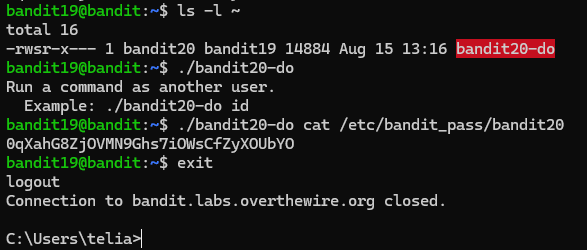 bandit19@bandit:~$ ls -l ~
total 16
-rwsr-x--- 1 bandit20 bandit19 14884 Aug 15 13:16 bandit20-do
bandit19@bandit:~$ ./bandit20-do
Run a command as another user.
  Example: ./bandit20-do id
bandit19@bandit:~$ ./bandit20-do cat /etc/bandit_pass/bandit20
0qXahG8ZjOVMN9Ghs7iOWsCfZyXOUbYO
bandit19@bandit:~$ exit
logout
Connection to bandit.labs.overthewire.org closed.
C:\Users\telia>